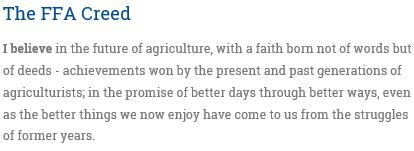 The FFA Creed
I believe in the future of agriculture, with a faith born not of words but
of deeds - achievements won by the present and past generations of
agriculturists; in the promise of better days through better ways, even
as the better things we now enjoy have come to us from the struggles
of former years.